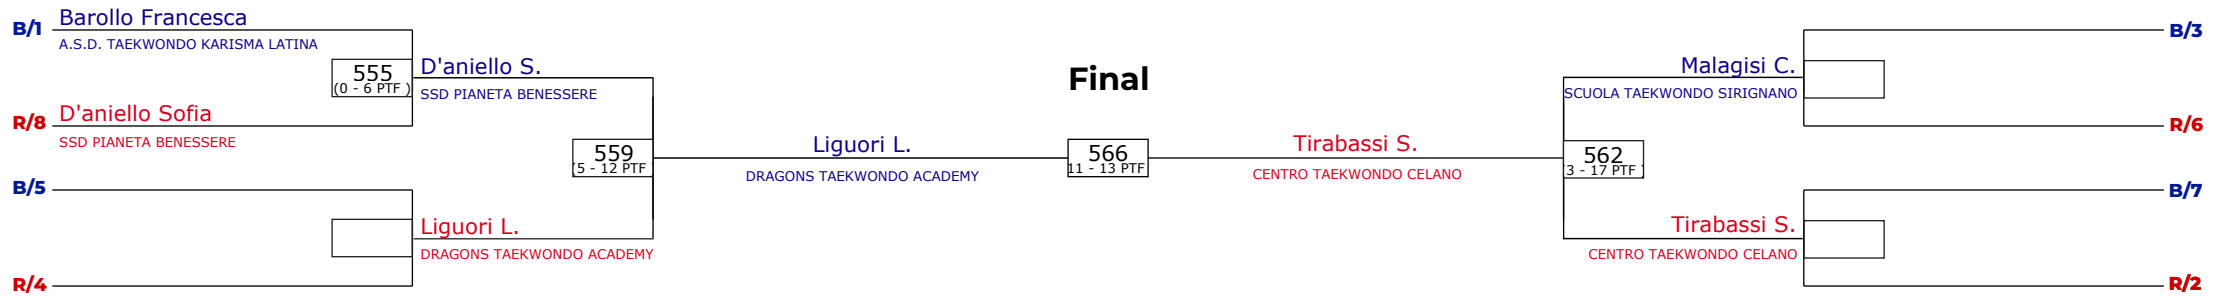 B/1
Barollo Francesca
A.S.D. TAEKWONDO KARISMA LATINA
555
(0 - 6 PTF )
R/8
D'aniello Sofia
SSD PIANETA BENESSERE
D'aniello S.
SSD PIANETA BENESSERE
559
(5 - 12 PTF
B/5
R/4
Liguori L.
DRAGONS TAEKWONDO ACADEMY
Liguori L.
DRAGONS TAEKWONDO ACADEMY
Final
566
11 - 13 PTF
Tirabassi S.
CENTRO TAEKWONDO CELANO
Malagisi C.
SCUOLA TAEKWONDO SIRIGNANO
562
3 - 17 PTF )
Tirabassi S.
CENTRO TAEKWONDO CELANO
B/3
R/6
B/7
R/2